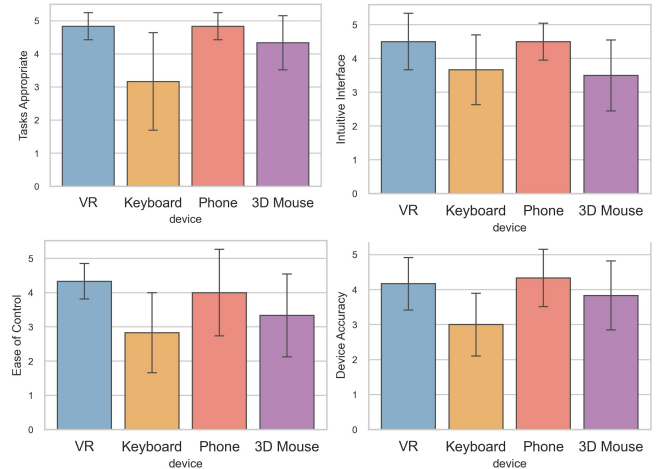 Tasks Appropriate
5
4
3
2
1
0
VR Keyboard Phone 3D Mouse
device
Intuitive Interface
5
4
3
2
1
0
VR Keyboard Phone 3D Mouse
device
Ease of Control
5
4
3
2
1
0
VR Keyboard Phone 3D Mouse
device
Device Accuracy
5
4
3
2
1
0
VR Keyboard Phone 3D Mouse
device